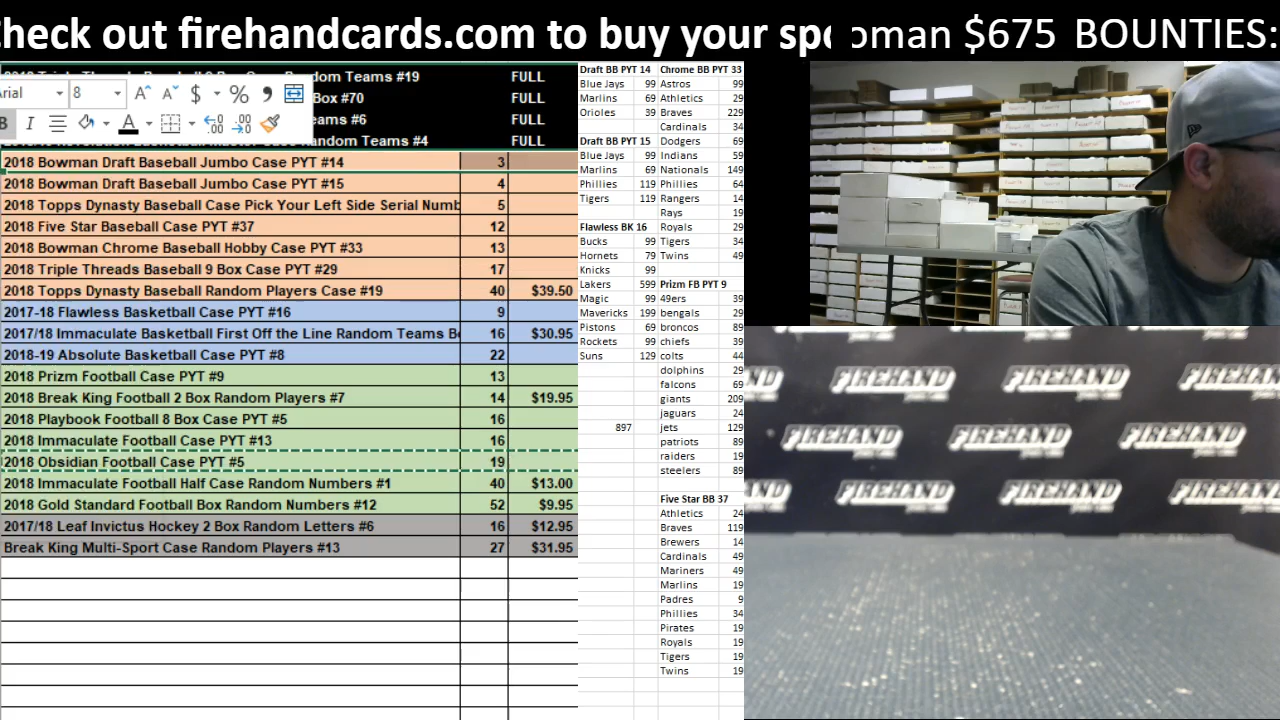 Check out firehandcards.com to buy your spo
oman $675 BOUNTIES:
dom Teams #19 FULL
Box #70 FULL
eams #6 FULL
Random Teams #4 FULL
Arial 8 $ %
B I A
2018 Bowman Draft Baseball Jumbo Case PYT #14 3
2018 Bowman Draft Baseball Jumbo Case PYT #15 4
2018 Topps Dynasty Baseball Case Pick Your Left Side Serial Numb 5
2018 Five Star Baseball Case PYT #37 12
2018 Bowman Chrome Baseball Hobby Case PYT #33 13
2018 Triple Threads Baseball 9 Box Case PYT #29 17
2018 Topps Dynasty Baseball Random Players Case #19 40 $39.50
2017-18 Flawless Basketball Case PYT #16 9
2017/18 Immaculate Basketball First Off the Line Random Teams Bo 16 $30.95
2018-19 Absolute Basketball Case PYT #8 22
2018 Prizm Football Case PYT #9 13
2018 Break King Football 2 Box Random Players #7 14 $19.95
2018 Playbook Football 8 Box Case PYT #5 16
2018 Immaculate Football Case PYT #13 16
2018 Obsidian Football Case PYT #5 19
2018 Immaculate Football Half Case Random Numbers #1 40 $13.00
2018 Gold Standard Football Box Random Numbers #12 52 $9.95
2017/18 Leaf Invictus Hockey 2 Box Random Letters #6 16 $12.95
Break King Multi-Sport Case Random Players #13 27 $31.95
Draft BB PYT 14
Blue Jays 99
Marlins 69
Orioles 39
Draft BB PYT 15
Blue Jays 99
Marlins 69
Phillies 119
Tigers 119
Flawless BK 16
Bucks 99
Hornets 79
Knicks 99
Lakers 599
Magic 99
Mavericks 199
Pistons 69
Rockets 99
Suns 129
897
Chrome BB PYT 33
Astros 99
Athletics 29
Braves 229
Cardinals 34
Dodgers 69
Indians 59
Nationals 149
Phillies 64
Rangers 14
Rays 19
Royals 29
Tigers 34
Twins 49
Prizm FB PYT 9
49ers 39
bengals 29
broncos 89
chiefs 39
colts 44
dolphins 29
falcons 69
giants 209
jaguars 24
jets 129
patriots 89
raiders 19
steelers 89
Five Star BB 37
Athletics 24
Braves 119
Brewers 14
Cardinals 49
Mariners 49
Marlins 19
Padres 9
Phillies 34
Pirates 19
Royals 19
Tigers 19
Twins 19
ND FIREHAND FIREHAND FIREHAND
FIREHAND FIREHAND FIREHAND
ND FIREHAND FIREHAND FIREHAND